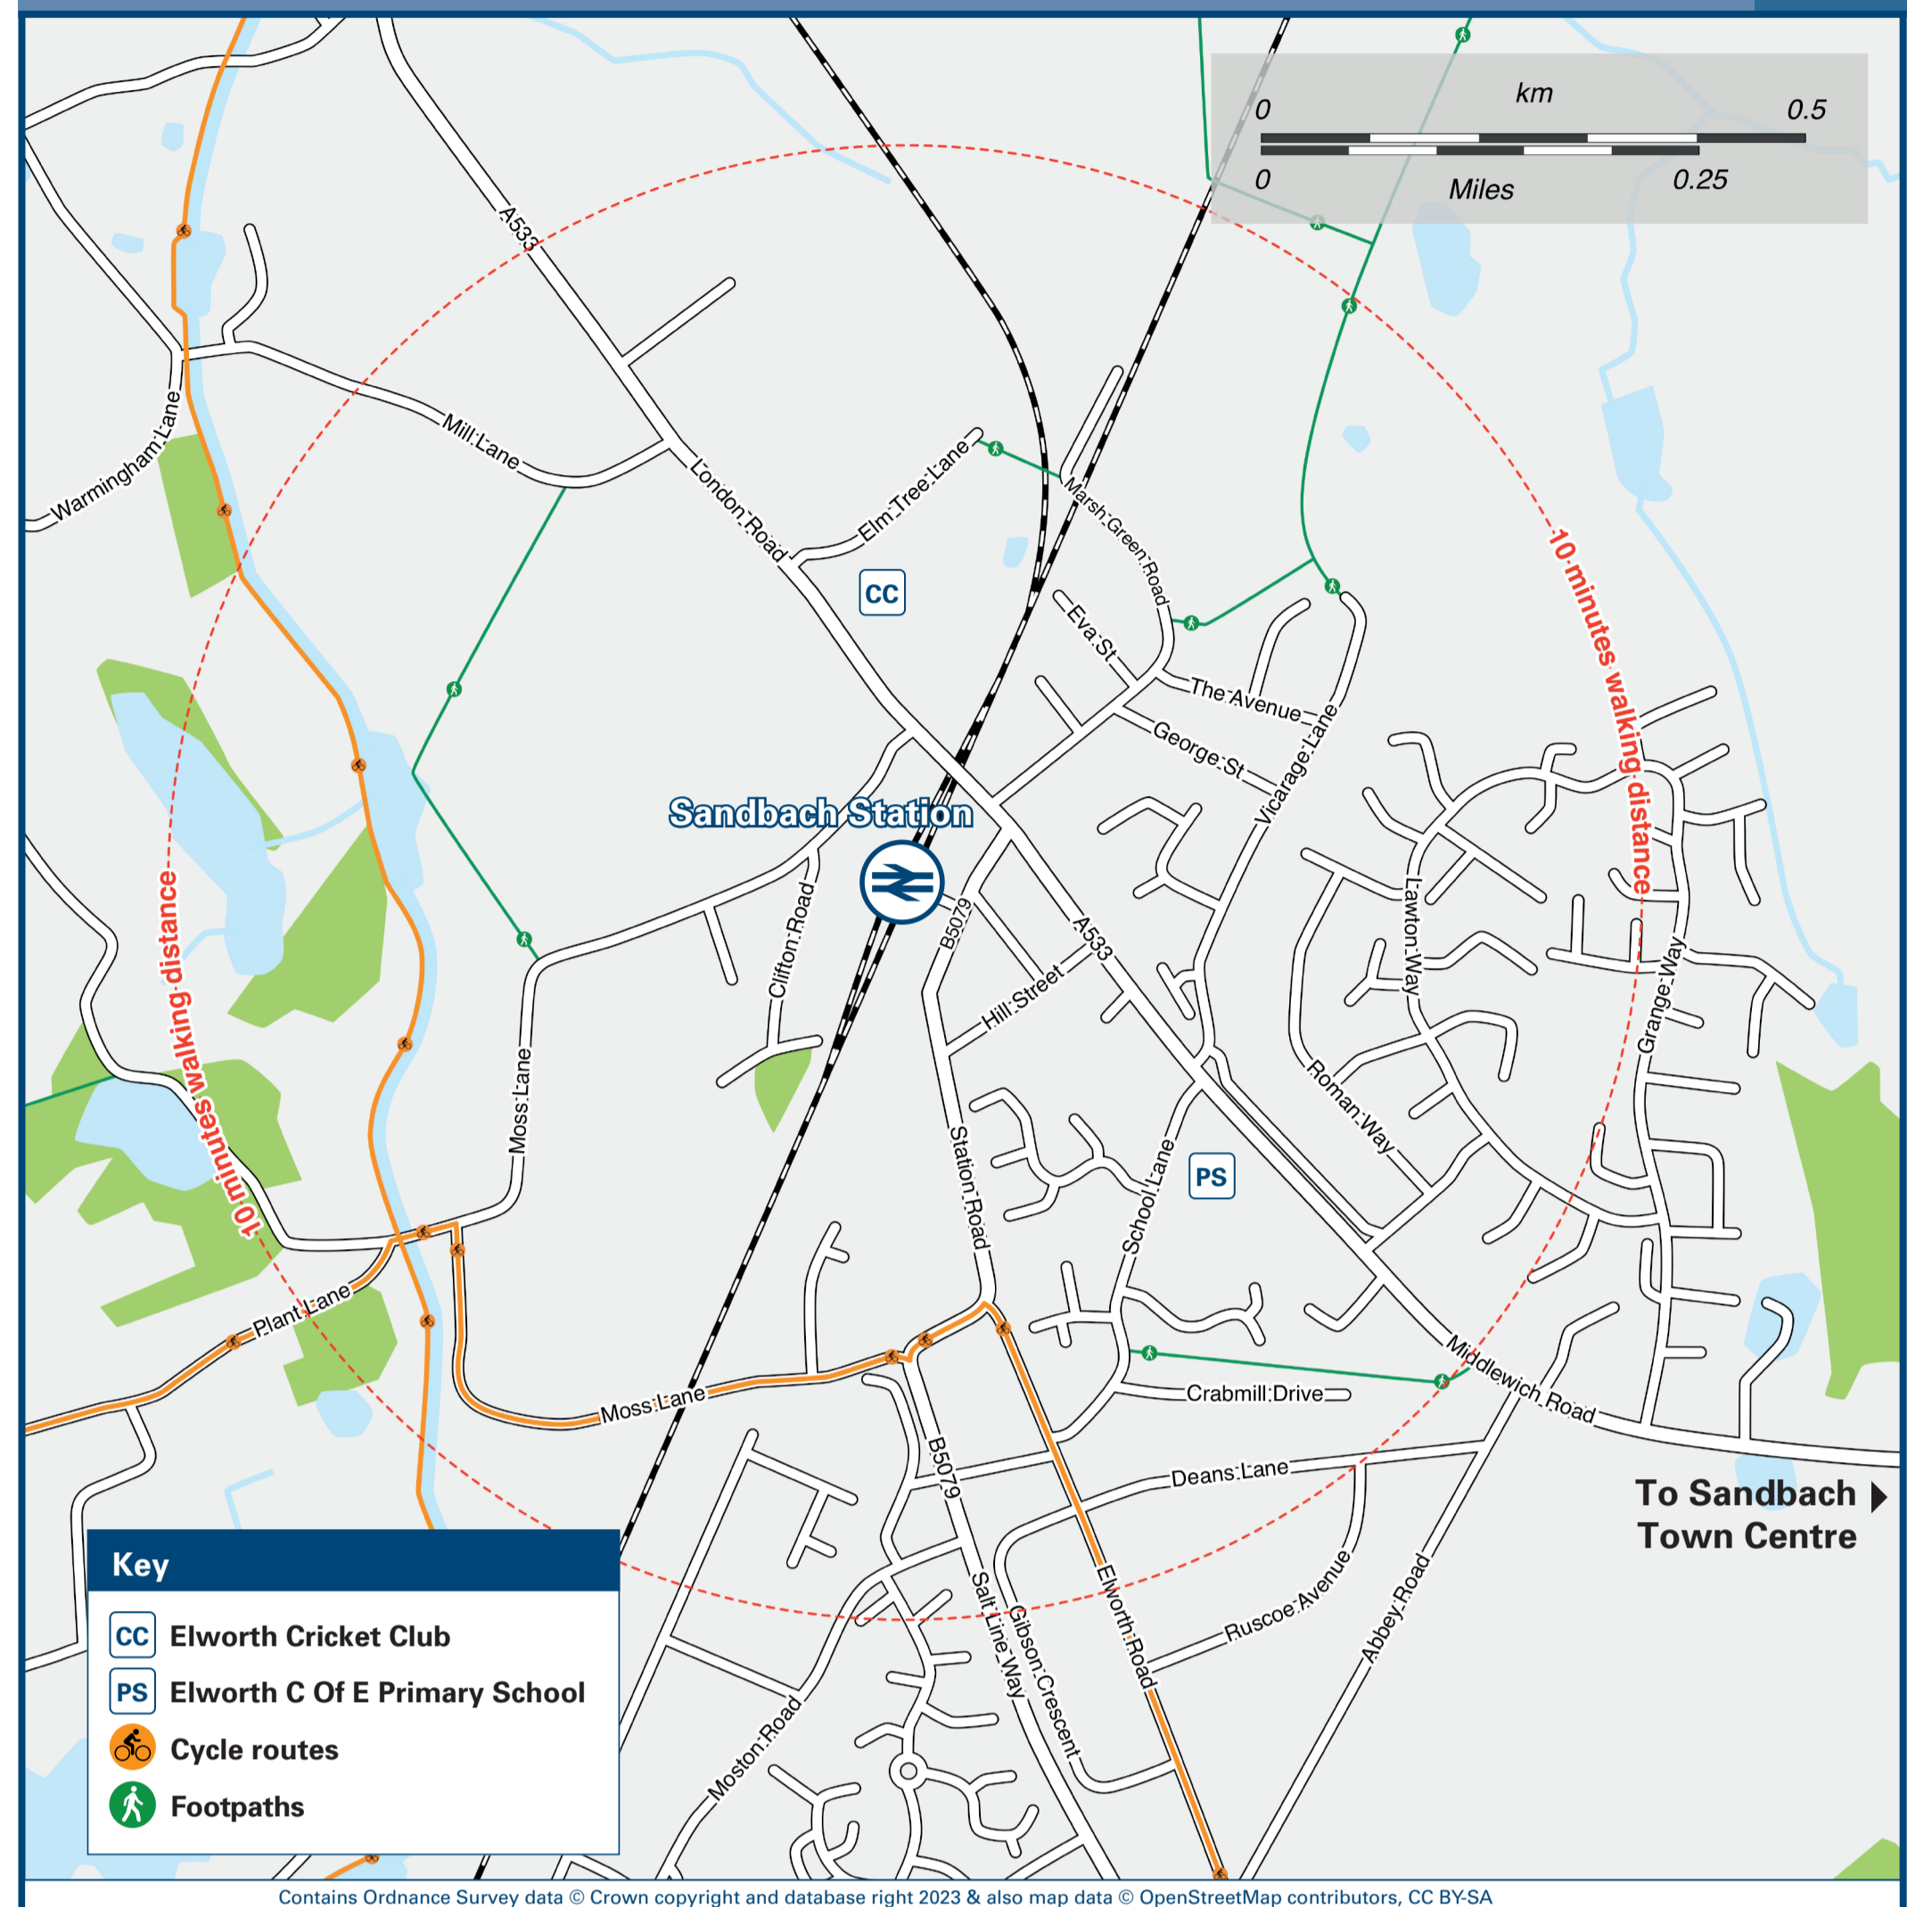 km
0
0.5
0
Miles
0.25
A533
Mill Lane
Warmingham Lane
London Road
Elm Tree Lane
Marsh Green Road
CC
Eva St
The Avenue
George St
Vicarage Lane
10 minutes walking distance
Sandbach Station
10 minutes walking distance
Clifton Road
B5079
A533
Hill Street
Lawton Way
Grange Way
Moss Lane
Roman Way
Station Road
School Lane
PS
Plant Lane
Moss Lane
Middlewich Road
Crabmill Drive
B5079
Deans Lane
To Sandbach
Town Centre
Elworth Road
Ruscoe Avenue
Abbey Road
Salt Line Way
Gibson Crescent
Moston Road
Key
CC Elworth Cricket Club
PS Elworth C Of E Primary School
Cycle routes
Footpaths
Contains Ordnance Survey data © Crown copyright and database right 2023 & also map data © OpenStreetMap contributors, CC BY-SA